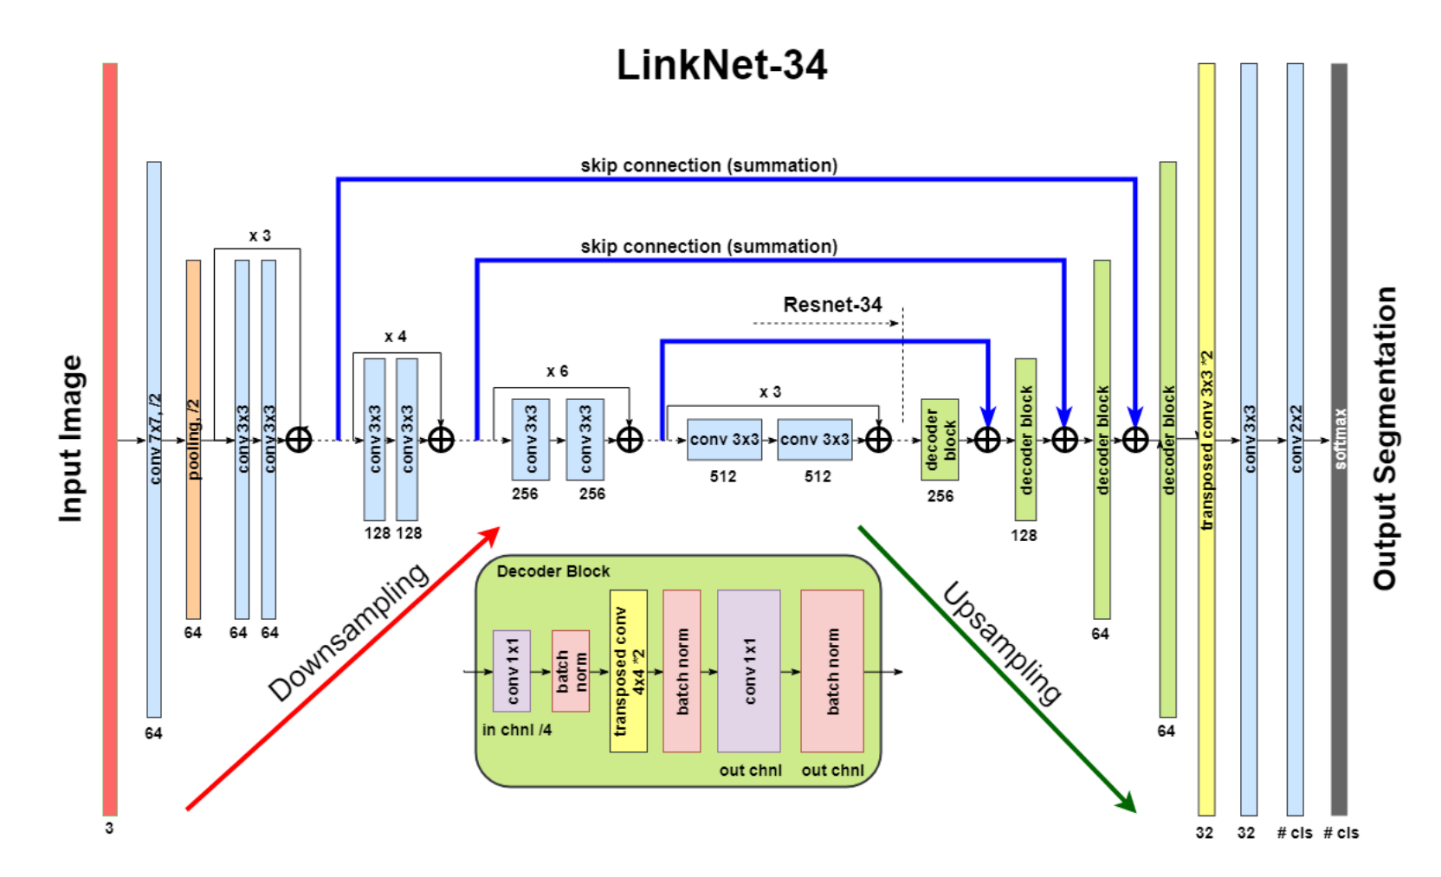 LinkNet-34
skip connection (summation)
skip connection (summation)
Resnet-34
x 3
x 4
x 6
x 3
Input Image
3
conv 7x7, /2
64
pooling, /2
64
conv 3x3
64
conv 3x3
64
conv 3x3
128
conv 3x3
128
conv 3x3
256
conv 3x3
256
conv 3x3
512
conv 3x3
512
decoder
block
256
decoder block
128
decoder block
64
decoder block
64
transposed conv 3x3 *2
32
conv 3x3
32
conv 2x2
# cls
softmax
# cls
Output Segmentation
Downsampling
Upsampling
Decoder Block
conv 1x1
in chnl /4
batch
norm
transposed conv
4x4 *2
batch norm
conv 1x1
out chnl
batch norm
out chnl